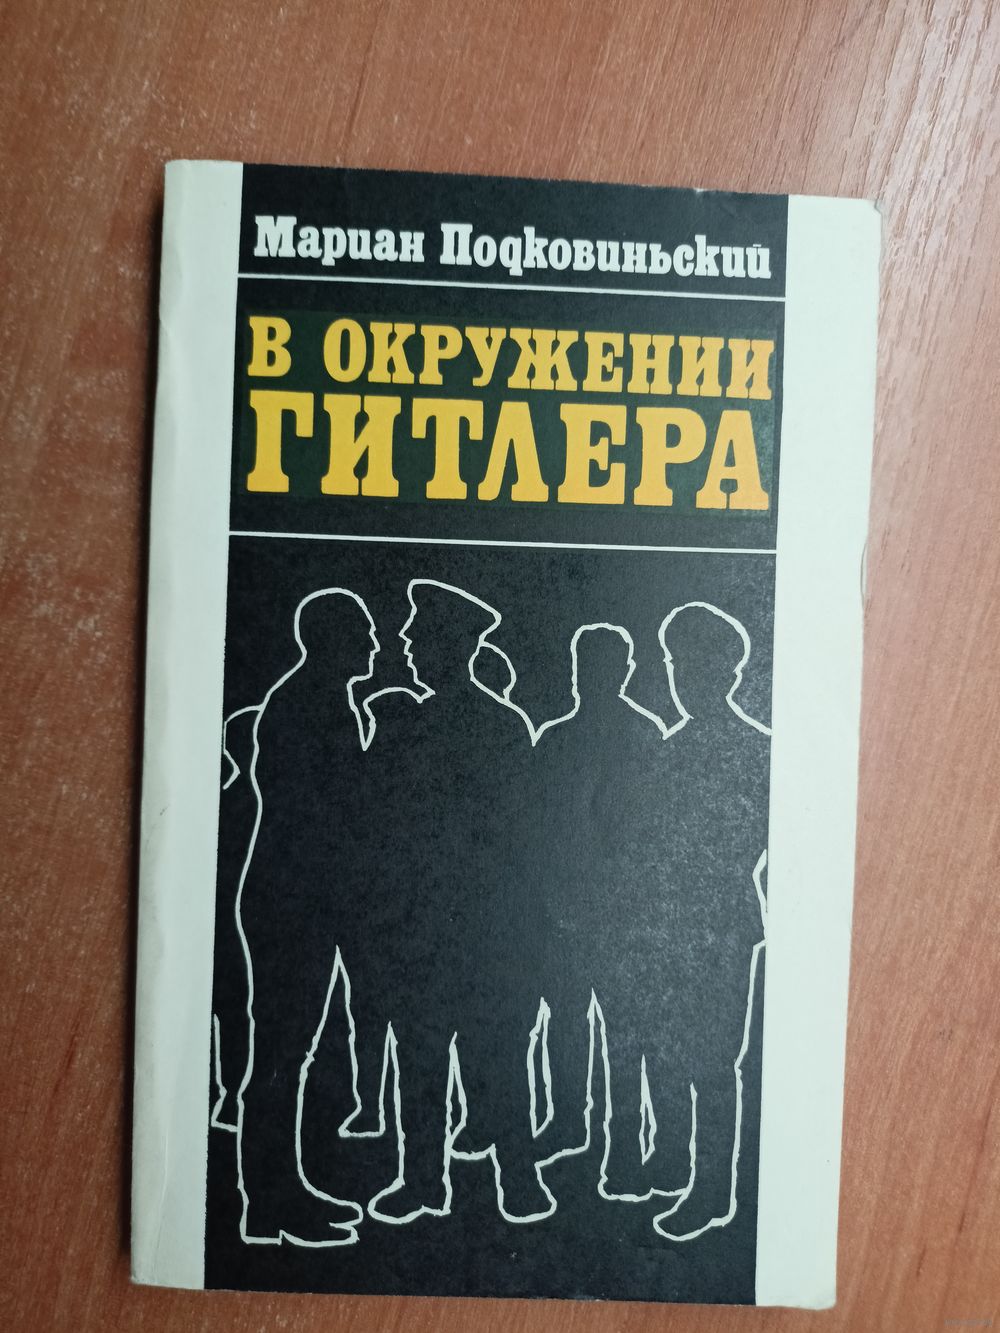 Мариан Подковиньский
В ОКРУЖЕНИИ
ГИТЛЕРА